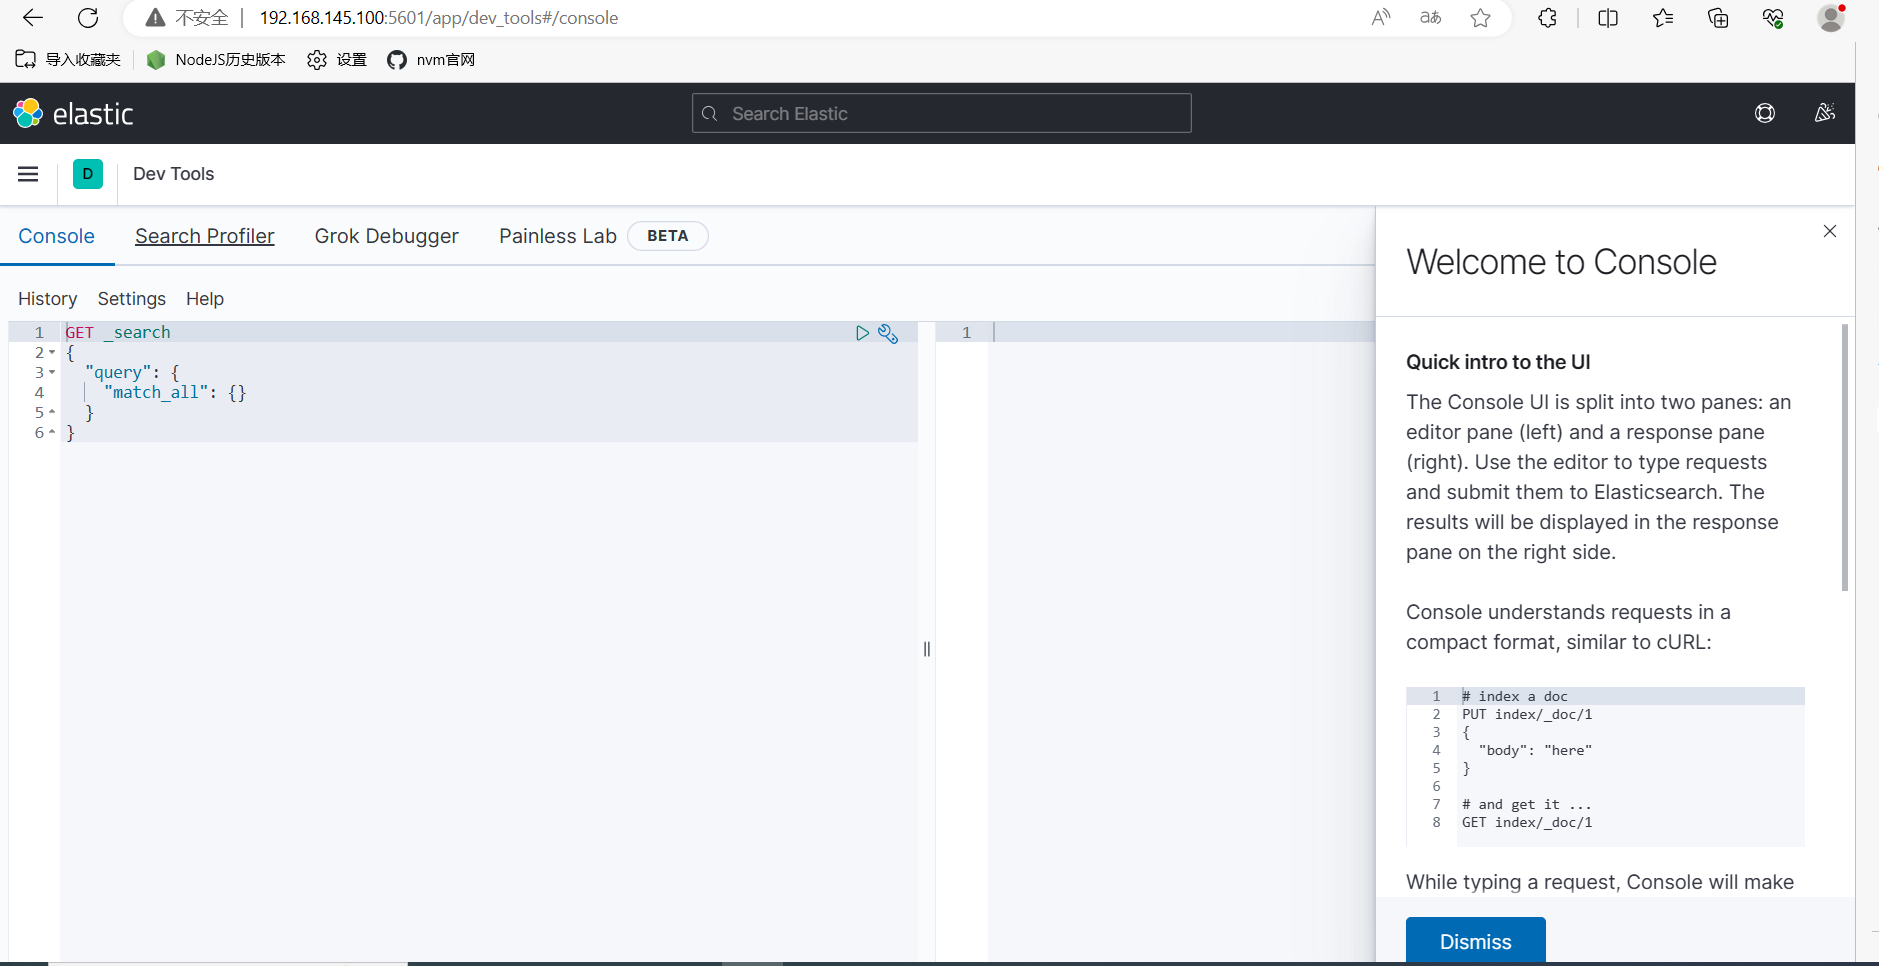 不安全 192.168.145.100:5601/app/dev_tools#/console aあ
导入收藏夹 NodeJS历史版本 设置 nvm官网
elastic Search Elastic
D Dev Tools
Console Search Profiler Grok Debugger Painless Lab BETA
History Settings Help
1 GET _search
2 {
3 "query": {
4 "match_all": {}
5 }
6 }
1
Welcome to Console
Quick intro to the UI
The Console UI is split into two panes: an
editor pane (left) and a response pane
(right). Use the editor to type requests
and submit them to Elasticsearch. The
results will be displayed in the response
pane on the right side.
Console understands requests in a
compact format, similar to cURL:
1 # index a doc
2 PUT index/_doc/1
3 {
4 "body": "here"
5 }
6
7 # and get it ...
8 GET index/_doc/1
While typing a request, Console will make
Dismiss